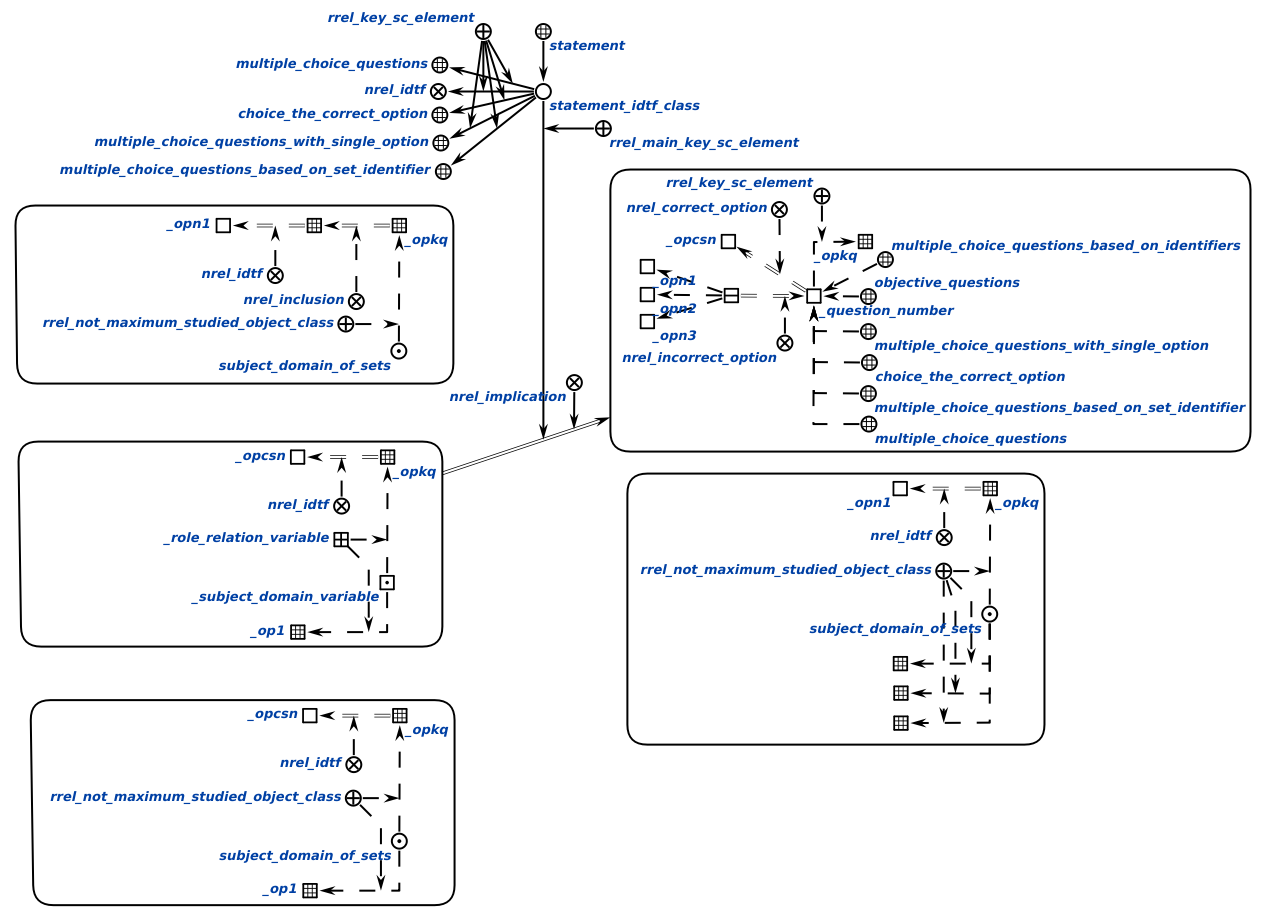 rrel_key_sc_element
statement
multiple_choice_questions
nrel_idtf
statement_idtf_class
choice_the_correct_option
multiple_choice_questions_with_single_option
rrel_main_key_sc_element
multiple_choice_questions_based_on_set_identifier
_opn1
_opkq
nrel_idtf
nrel_inclusion
rrel_not_maximum_studied_object_class
subject_domain_of_sets
rrel_key_sc_element
nrel_correct_option
_opcsn
_opkq
multiple_choice_questions_based_on_identifiers
_opn1
objective_questions
_opn2
_question_number
_opn3
multiple_choice_questions_with_single_option
nrel_incorrect_option
choice_the_correct_option
multiple_choice_questions_based_on_set_identifier
multiple_choice_questions
nrel_implication
_opcsn
_opkq
nrel_idtf
_role_relation_variable
_subject_domain_variable
_op1
_opn1
_opkq
nrel_idtf
rrel_not_maximum_studied_object_class
subject_domain_of_sets
_opcsn
_opkq
nrel_idtf
rrel_not_maximum_studied_object_class
subject_domain_of_sets
_op1